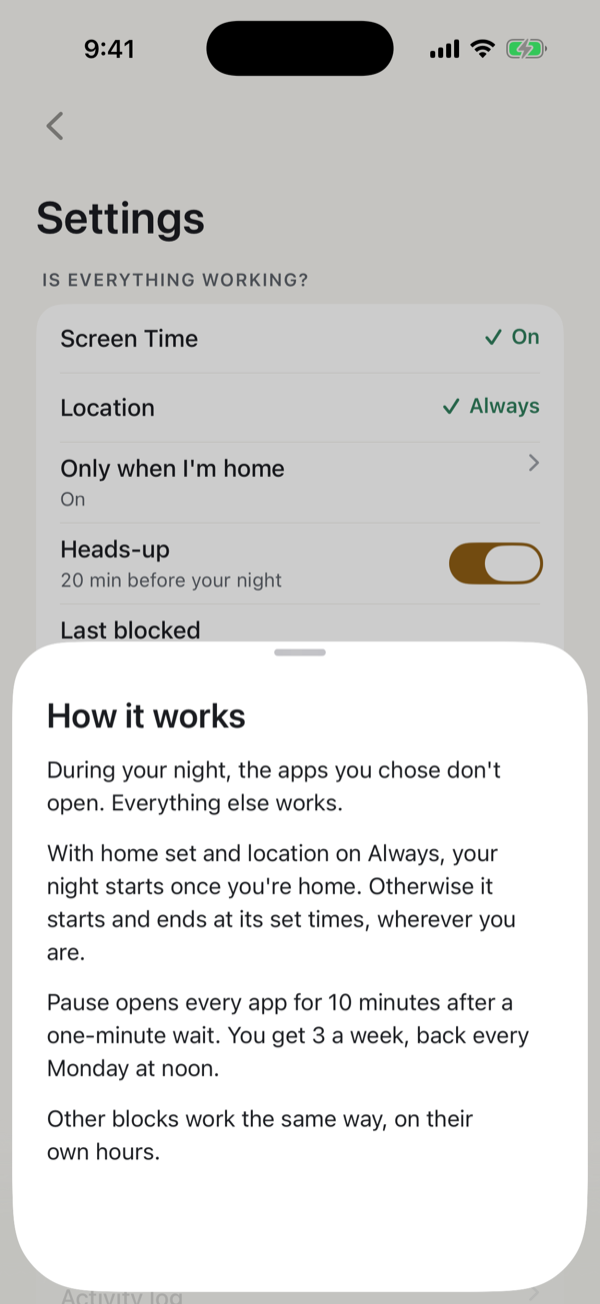 9:41
Settings
IS EVERYTHING WORKING?
Screen Time
On
Location
Always
Only when I'm home
On
Heads-up
20 min before your night
Last blocked
How it works
During your night, the apps you chose don't
open. Everything else works.
With home set and location on Always, your
night starts once you're home. Otherwise it
starts and ends at its set times, wherever you
are.
Pause opens every app for 10 minutes after a
one-minute wait. You get 3 a week, back every
Monday at noon.
Other blocks work the same way, on their
own hours.
Activity log